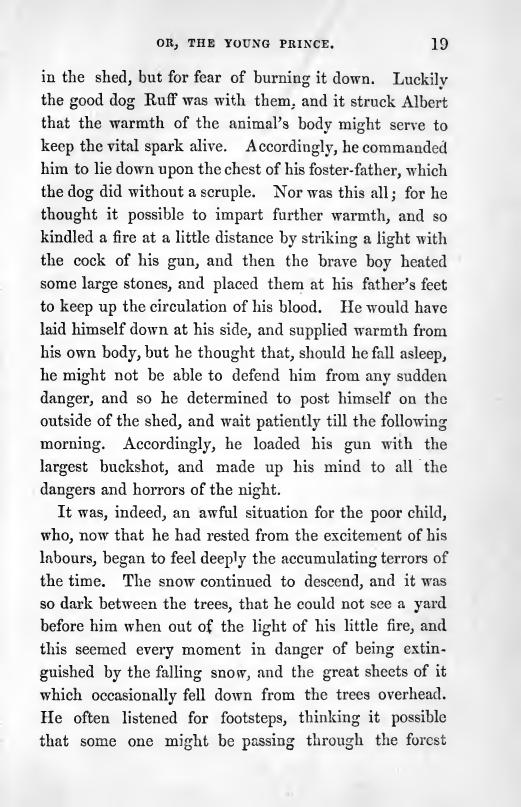 OR, THE YOUNG PRINCE. 19
in the shed, but for fear of burning it down. Luckily
the good dog Ruff was with them, and it struck Albert
that the warmth of the animal's body might serve to
keep the vital spark alive. Accordingly, he commanded
him to lie down upon the chest of his foster-father, which
the dog did without a scruple. Nor was this all; for he
thought it possible to impart further warmth, and so
kindled a fire at a little distance by striking a light with
the cock of his gun, and then the brave boy heated
some large stones, and placed them at his father's feet
to keep up the circulation of his blood. He would have
laid himself down at his side, and supplied warmth from
his own body, but he thought that, should he fall asleep,
he might not be able to defend him from any sudden
danger, and so he determined to post himself on the
outside of the shed, and wait patiently till the following
morning. Accordingly, he loaded his gun with the
largest buckshot, and made up his mind to all the
dangers and horrors of the night.
It was, indeed, an awful situation for the poor child,
who, now that he had rested from the excitement of his
labours, began to feel deeply the accumulating terrors of
the time. The snow continued to descend, and it was
so dark between the trees, that he could not see a yard
before him when out of the light of his little fire, and
this seemed every moment in danger of being extin-
guished by the falling snow, and the great sheets of it
which occasionally fell down from the trees overhead.
He often listened for footsteps, thinking it possible
that some one might be passing through the forest